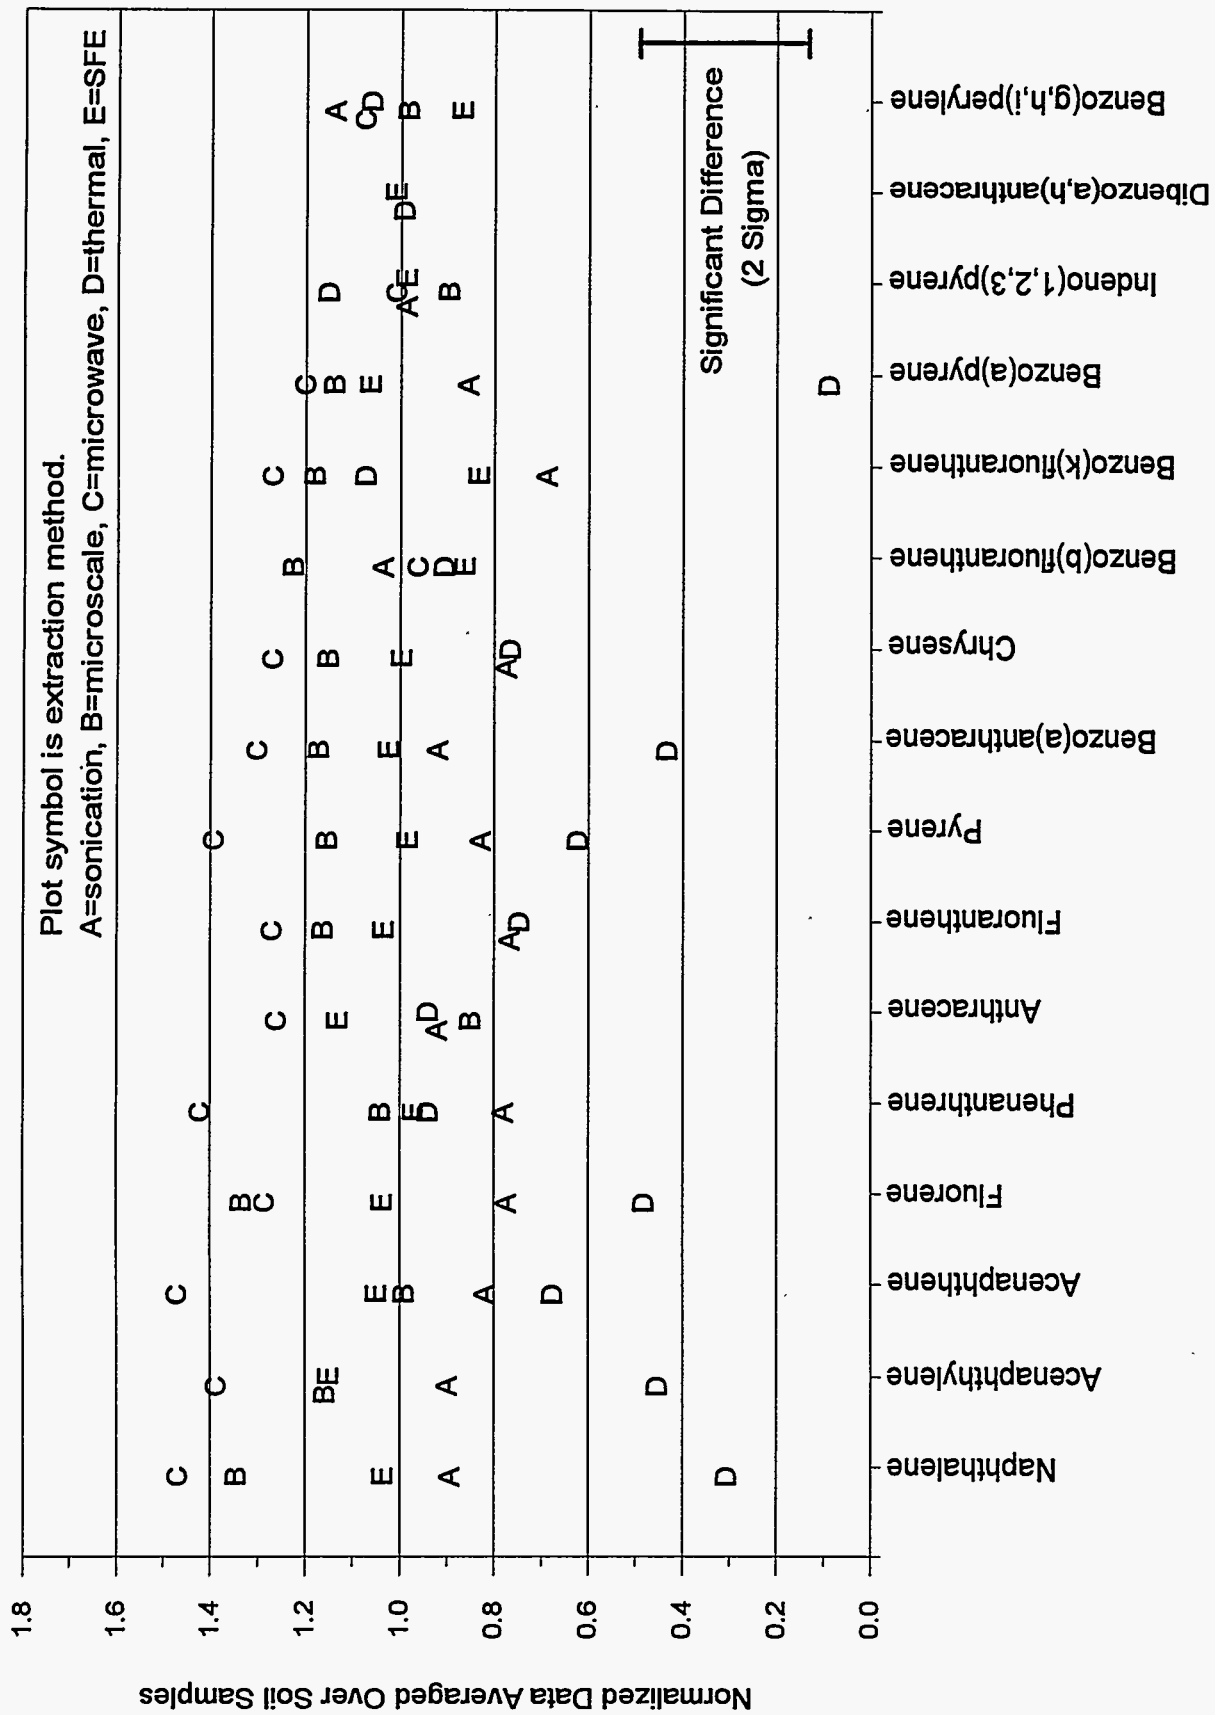 Plot symbol is extraction method.
A=sonication, B=microscale, C=microwave, D=thermal, E=SFE
Normalized Data Averaged Over Soil Samples
1.8
1.6
1.4
1.2
1.0
0.8
0.6
0.4
0.2
0.0
C
B
E
A
D
C
B
E
A
D
C
E
B
A
D
B
C
E
A
D
C
B
E
D
A
C
E
D
A
B
C
B
E
A
D
C
B
E
A
D
C
B
E
A
D
C
B
E
D
A
B
A
C
D
E
C
B
D
E
A
C
B
E
A
D
D
C
E
A
B
E
D
A
D
C
B
E
Significant Difference
(2 Sigma)
Naphthalene
Acenaphthylene
Acenaphthene
Fluorene
Phenanthrene
Anthracene
Fluoranthene
Pyrene
Benzo(a)anthracene
Chrysene
Benzo(b)fluoranthene
Benzo(k)fluoranthene
Benzo(a)pyrene
Indeno(1,2,3)pyrene
Dibenzo(a,h)anthracene
Benzo(g,h,i)perylene